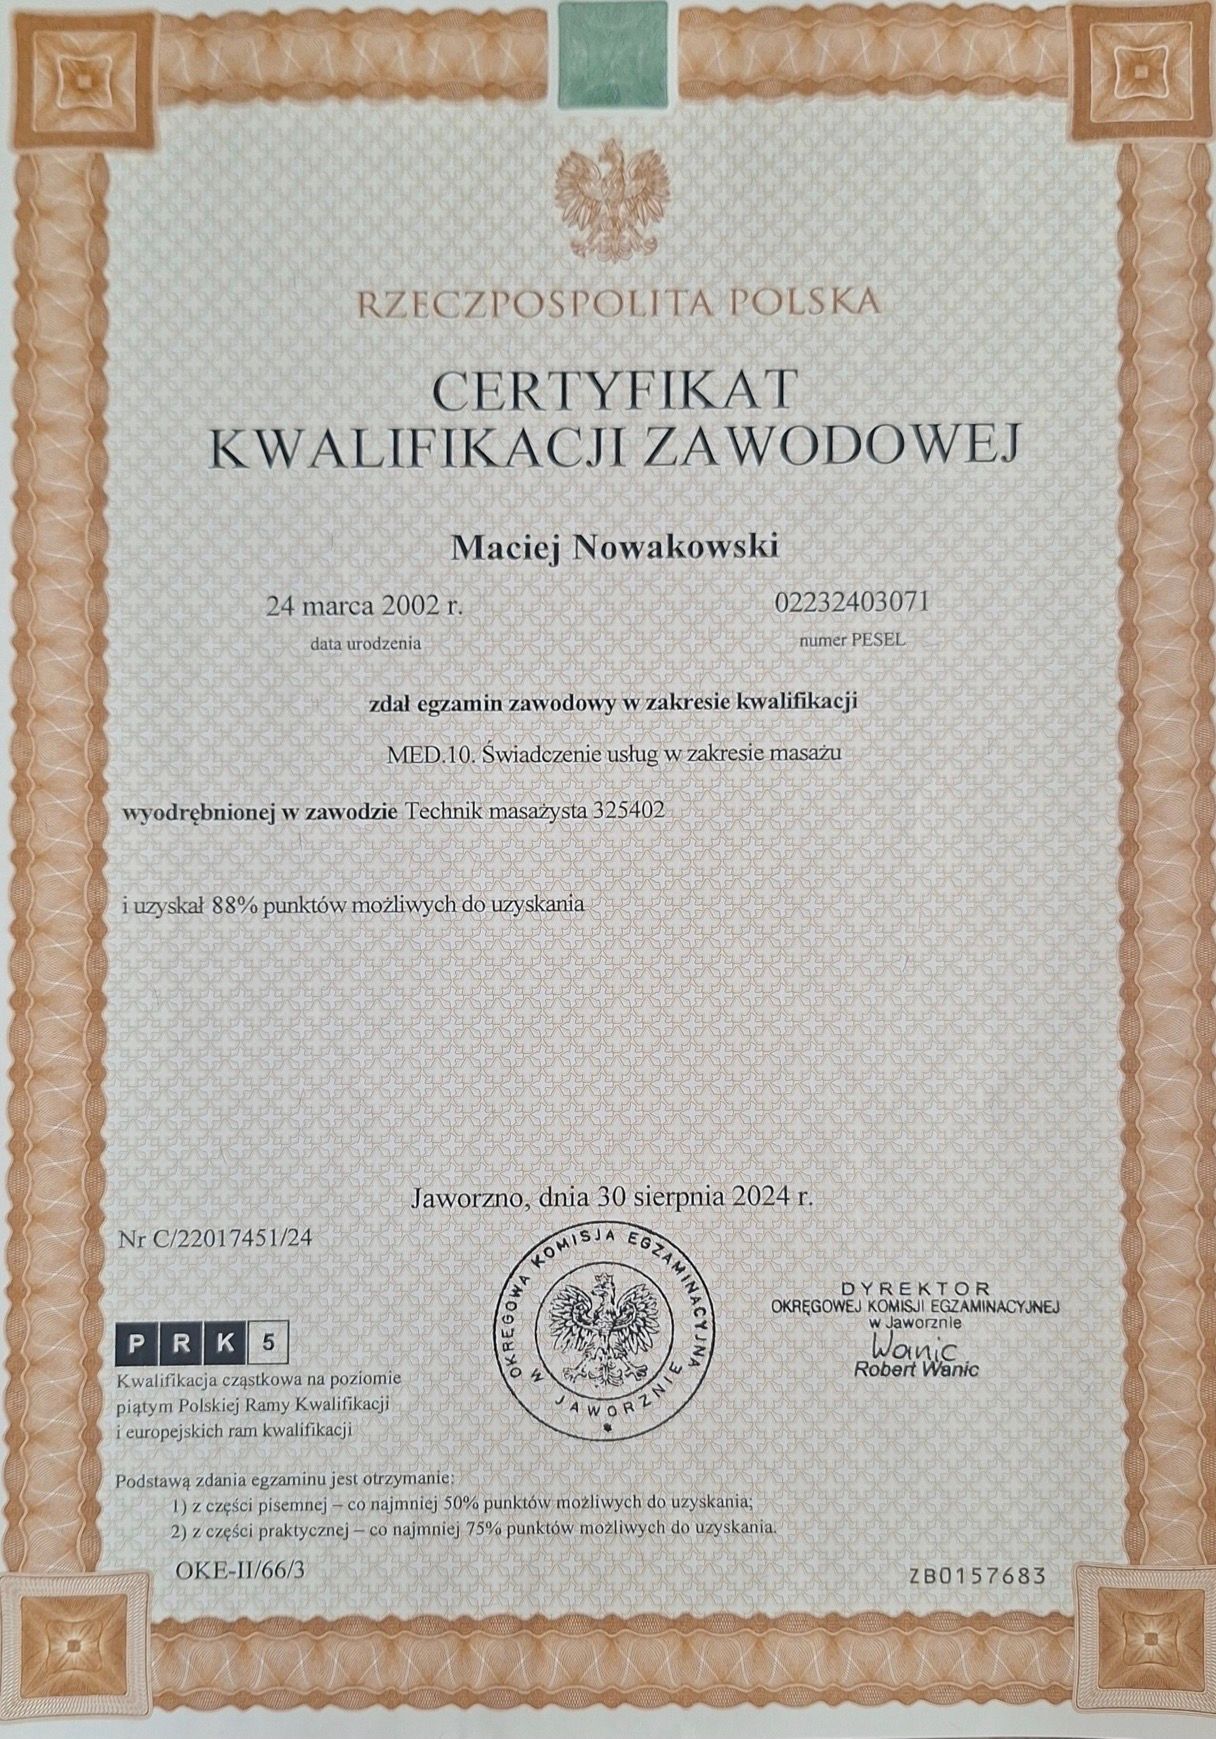 RZECZPOSPOLITA POLSKA
CERTYFIKAT
KWALIFIKACJI ZAWODOWEJ
Maciej Nowakowski
24 marca 2002 r.
data urodzenia
02232403071
numer PESEL
zdał egzamin zawodowy w zakresie kwalifikacji
MED.10. Świadczenie usług w zakresie masażu
wyodrębnionej w zawodzie Technik masażysta 325402
i uzyskał 88% punktów możliwych do uzyskania
Jaworzno, dnia 30 sierpnia 2024 r.
Nr C/22017451/24
OKRĘGOWA KOMISJA EGZAMINACYJNA
W JAWORZNIE
DYREKTOR
OKRĘGOWEJ KOMISJI EGZAMINACYJNEJ
w Jaworznie
Wanic
Robert Wanic
PRK 5
Kwalifikacja cząstkowa na poziomie
piątym Polskiej Ramy Kwalifikacji
i europejskich ram kwalifikacji
Podstawą zdania egzaminu jest otrzymanie:
1) z części pisemnej – co najmniej 50% punktów możliwych do uzyskania;
2) z części praktycznej – co najmniej 75% punktów możliwych do uzyskania.
OKE-II/66/3
ZB0157683